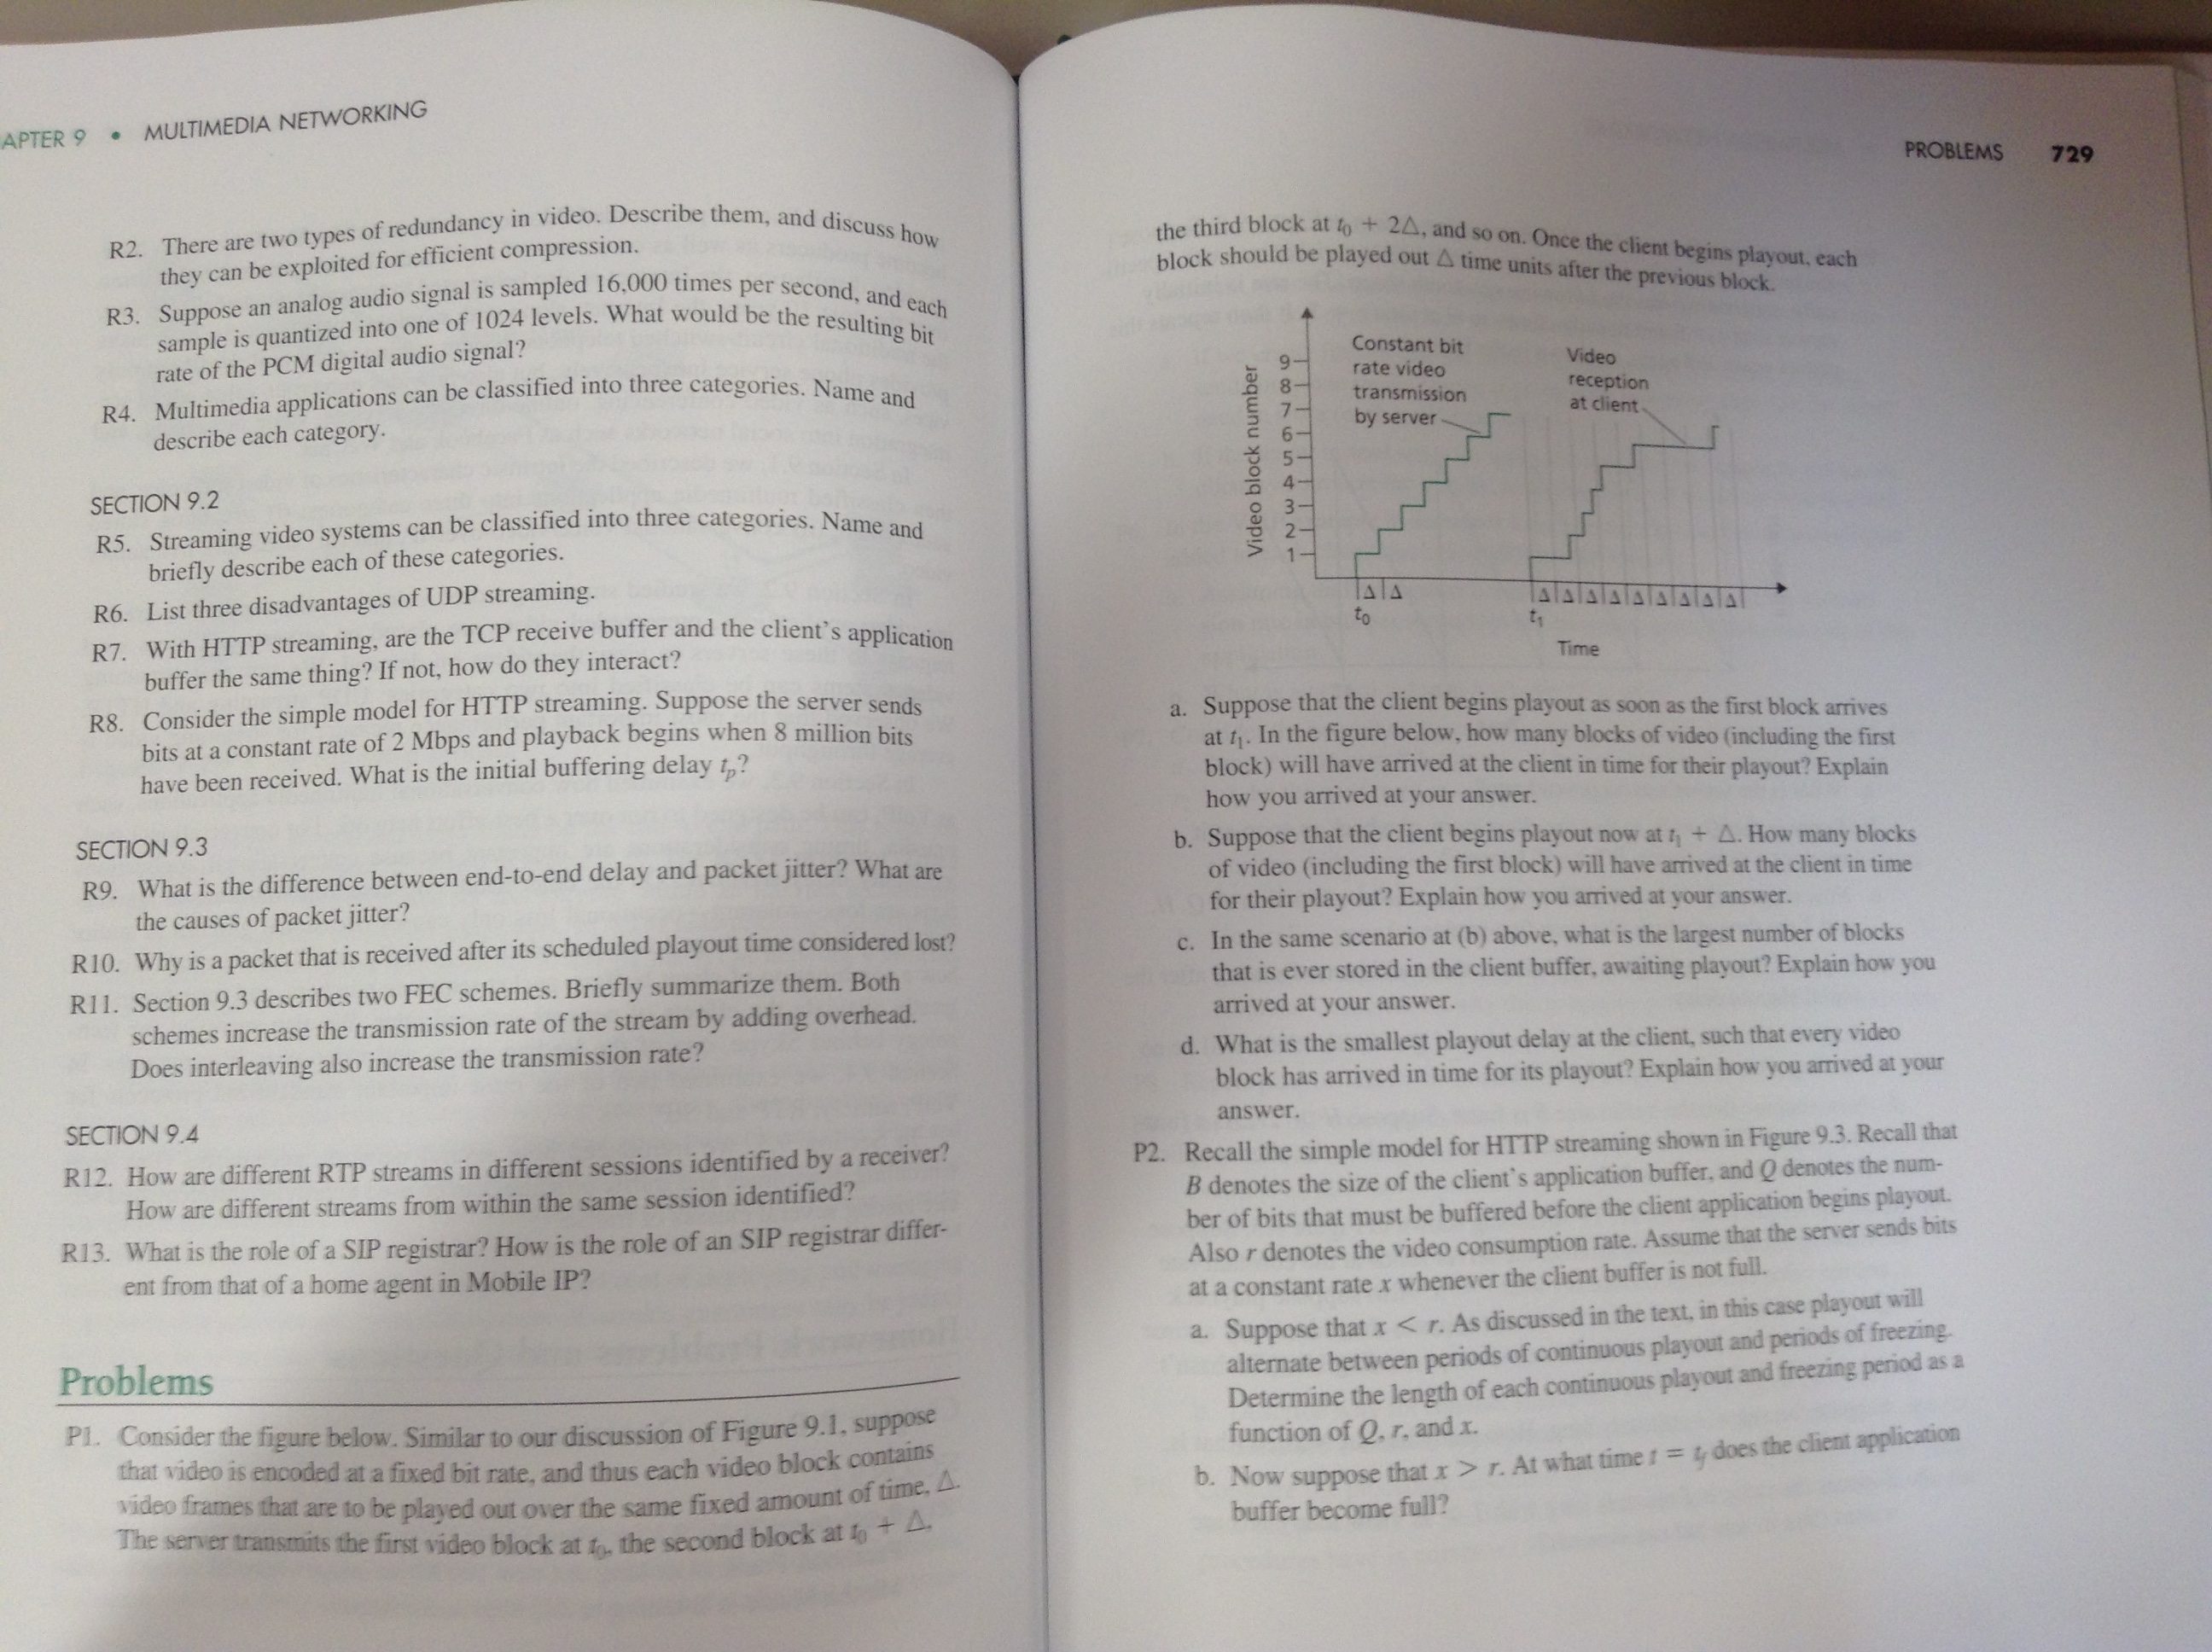 APTER 9 • MULTIMEDIA NETWORKING
R2. There are two types of redundancy in video. Describe them, and discuss how
they can be exploited for efficient compression.
R3. Suppose an analog audio signal is sampled 16,000 times per second, and each
sample is quantized into one of 1024 levels. What would be the resulting bit
rate of the PCM digital audio signal?
R4. Multimedia applications can be classified into three categories. Name and
describe each category.
SECTION 9.2
R5. Streaming video systems can be classified into three categories. Name and
briefly describe each of these categories.
R6. List three disadvantages of UDP streaming.
R7. With HTTP streaming, are the TCP receive buffer and the client's application
buffer the same thing? If not, how do they interact?
R8. Consider the simple model for HTTP streaming. Suppose the server sends
bits at a constant rate of 2 Mbps and playback begins when 8 million bits
have been received. What is the initial buffering delay tp?
SECTION 9.3
R9. What is the difference between end-to-end delay and packet jitter? What are
the causes of packet jitter?
R10. Why is a packet that is received after its scheduled playout time considered lost?
R11. Section 9.3 describes two FEC schemes. Briefly summarize them. Both
schemes increase the transmission rate of the stream by adding overhead.
Does interleaving also increase the transmission rate?
SECTION 9.4
R12. How are different RTP streams in different sessions identified by a receiver?
How are different streams from within the same session identified?
R13. What is the role of a SIP registrar? How is the role of an SIP registrar differ-
ent from that of a home agent in Mobile IP?
Problems
P1. Consider the figure below. Similar to our discussion of Figure 9.1, suppose
that video is encoded at a fixed bit rate, and thus each video block contains
video frames that are to be played out over the same fixed amount of time, Δ.
The server transmits the first video block at t0, the second block at t0 + Δ,
PROBLEMS 729
the third block at t0 + 2Δ, and so on. Once the client begins playout, each
block should be played out Δ time units after the previous block.
Video block number
9
8
7
6
5
4
3
2
1
Constant bit
rate video
transmission
by server
Video
reception
at client
Δ Δ
t0
Δ Δ Δ Δ Δ Δ Δ Δ Δ
t1
Time
a. Suppose that the client begins playout as soon as the first block arrives
at t1. In the figure below, how many blocks of video (including the first
block) will have arrived at the client in time for their playout? Explain
how you arrived at your answer.
b. Suppose that the client begins playout now at t1 + Δ. How many blocks
of video (including the first block) will have arrived at the client in time
for their playout? Explain how you arrived at your answer.
c. In the same scenario at (b) above, what is the largest number of blocks
that is ever stored in the client buffer, awaiting playout? Explain how you
arrived at your answer.
d. What is the smallest playout delay at the client, such that every video
block has arrived in time for its playout? Explain how you arrived at your
answer.
P2. Recall the simple model for HTTP streaming shown in Figure 9.3. Recall that
B denotes the size of the client's application buffer, and Q denotes the num-
ber of bits that must be buffered before the client application begins playout.
Also r denotes the video consumption rate. Assume that the server sends bits
at a constant rate x whenever the client buffer is not full.
a. Suppose that x < r. As discussed in the text, in this case playout will
alternate between periods of continuous playout and periods of freezing.
Determine the length of each continuous playout and freezing period as a
function of Q, r, and x.
b. Now suppose that x > r. At what time t = tf does the client application
buffer become full?